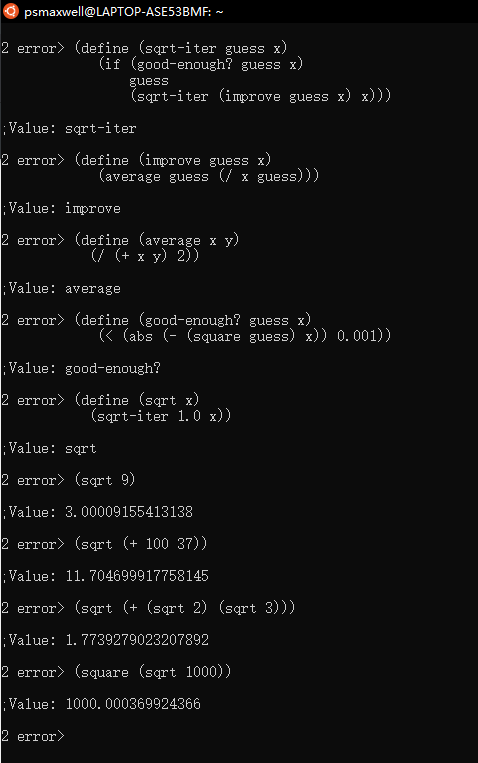 psmaxwell@LAPTOP-ASE53BMF: ~
2 error> (define (sqrt-iter guess x)
(if (good-enough? guess x)
guess
(sqrt-iter (improve guess x) x)))
;Value: sqrt-iter
2 error> (define (improve guess x)
(average guess (/ x guess)))
;Value: improve
2 error> (define (average x y)
(/ (+ x y) 2))
;Value: average
2 error> (define (good-enough? guess x)
(< (abs (- (square guess) x)) 0.001))
;Value: good-enough?
2 error> (define (sqrt x)
(sqrt-iter 1.0 x))
;Value: sqrt
2 error> (sqrt 9)
;Value: 3.00009155413138
2 error> (sqrt (+ 100 37))
;Value: 11.704699917758145
2 error> (sqrt (+ (sqrt 2) (sqrt 3)))
;Value: 1.7739279023207892
2 error> (square (sqrt 1000))
;Value: 1000.000369924366
2 error>